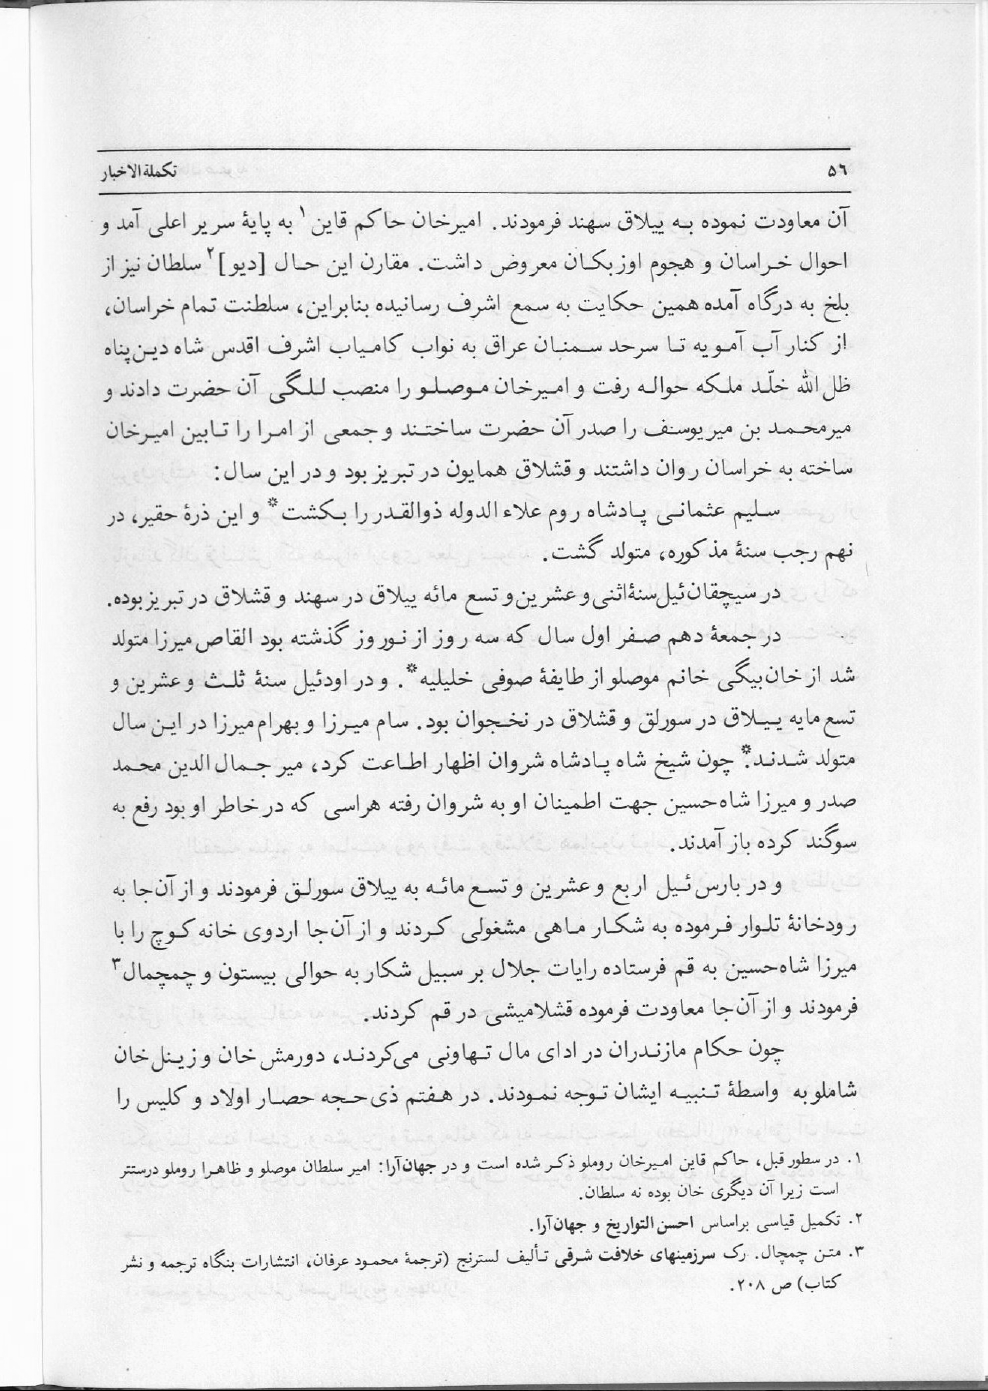 ۵٦ تکملة‌الاخبار
آن معاودت نموده به ییلاق سهند فرمودند. امیرخان حاکم قاین۱ به پایهٔ سریر اعلی آمد و
احوال خراسان و هجوم اوزبکان معروض داشت. مقارن این حال [دیو]۲ سلطان نیز از
بلخ به درگاه آمده همین حکایت به سمع اشرف رسانیده بنابراین، سلطنت تمام خراسان،
از کنار آب آمویه تا سرحد سمنان عراق به نواب کامیاب اشرف اقدس شاه دین‌پناه
ظل‌الله خلّد ملکه حواله رفت و امیرخان موصلو را منصب للگی آن حضرت دادند و
میرمحمد بن میریوسف را صدر آن حضرت ساختند و جمعی از امرا را تابین امیرخان
ساخته به خراسان روان داشتند و قشلاق همایون در تبریز بود و در این سال:
سلیم عثمانی پادشاه روم علاء الدوله ذوالقدر را بکشت* و این ذرهٔ حقیر، در
نهم رجب سنهٔ مذکوره، متولد گشت.
در سیچقان‌ئیل سنهٔ اثنی و عشرین و تسع مائه ییلاق در سهند و قشلاق در تبریز بوده.
در جمعهٔ دهم صفر اول سال که سه روز از نوروز گذشته بود القاص میرزا متولد
شد از خان‌بیگی خانم موصلو از طایفهٔ صوفی خلیلیه*. و در اودئیل سنهٔ ثلث و عشرین و
تسع مایه ییلاق در سورلق و قشلاق در نخجوان بود. سام میرزا و بهرام میرزا در این سال
متولد شدند.* چون شیخ شاه پادشاه شروان اظهار اطاعت کرد، میر جمال الدین محمد
صدر و میرزا شاه‌حسین جهت اطمینان او به شروان رفته هراسی که در خاطر او بود رفع به
سوگند کرده باز آمدند.
و در بارس ئیل اربع و عشرین و تسع مائه به ییلاق سورلق فرمودند و از آن‌جا به
رودخانهٔ تلوار فرموده به شکار ماهی مشغولی کردند و از آن‌جا اردوی خانه کوچ را با
میرزا شاه‌حسین به قم فرستاده رایات جلال بر سبیل شکار به حوالی بیستون و چمچمال۳
فرمودند و از آن‌جا معاودت فرموده قشلامیشی در قم کردند.
چون حکام مازندران در ادای مال تهاونی می‌کردند، دورمش خان و زینل خان
شاملو به واسطهٔ تنبیه ایشان توجه نمودند. در هفتم ذی‌حجه حصار اولاد و کلیس را
۱. در سطور قبل، حاکم قاین امیرخان روملو ذکر شده است و در جهان‌آرا: امیر سلطان موصلو و ظاهرا روملو درستتر
است زیرا آن دیگری خان بوده نه سلطان.
۲. تکمیل قیاسی براساس احسن‌التواریخ و جهان‌آرا.
۳. متن چمچال. رک سرزمینهای خلافت شرقی تألیف لسترنج (ترجمهٔ محمود عرفان، انتشارات بنگاه ترجمه و نشر
کتاب) ص ۲۰۸.